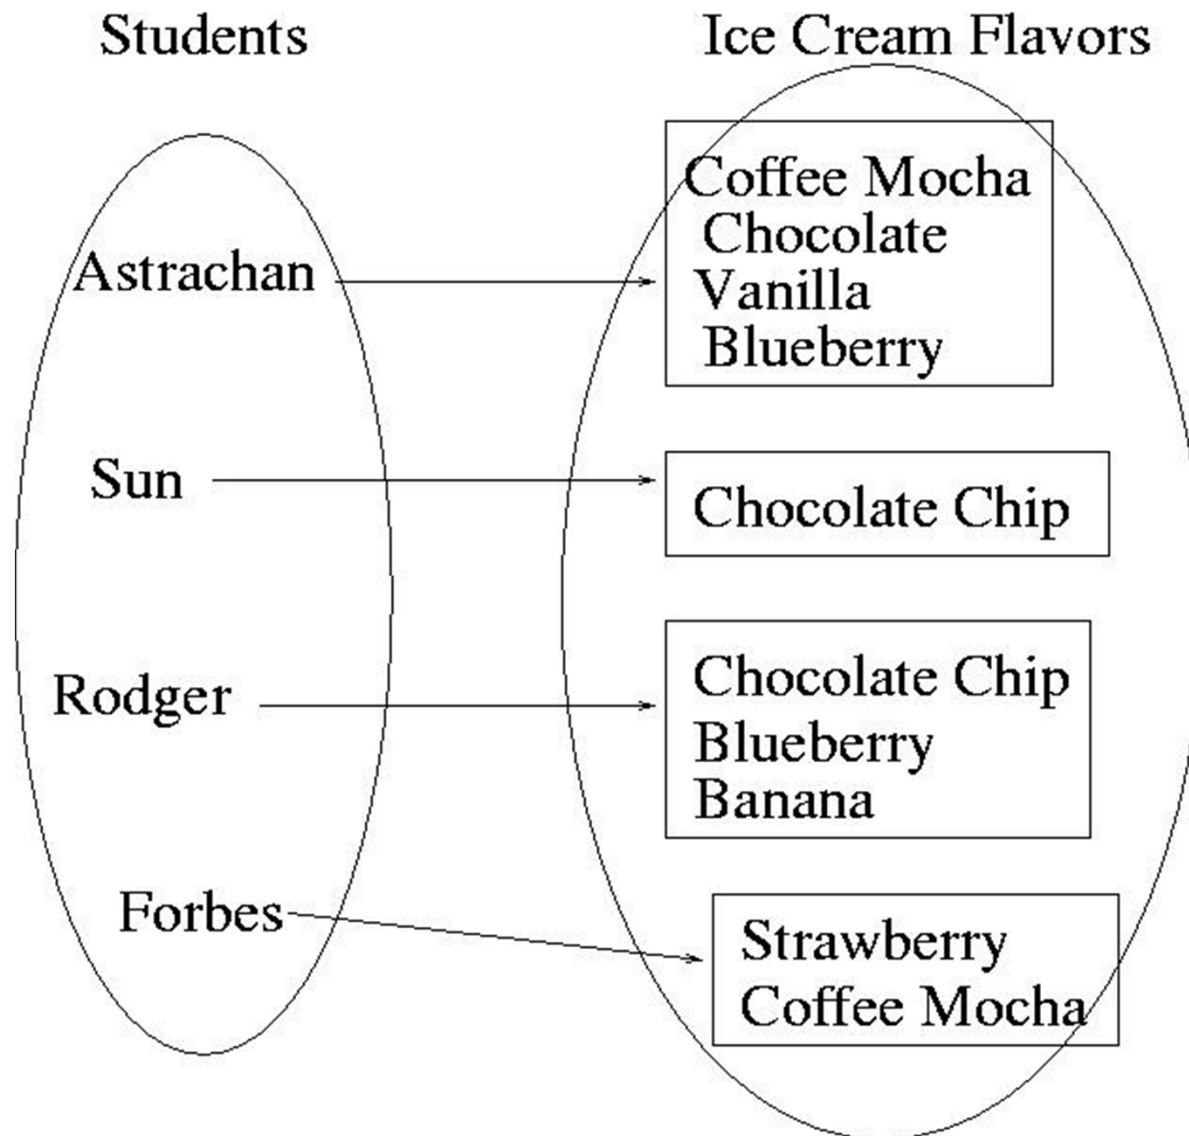 Students
Ice Cream Flavors
Astrachan
Coffee Mocha
Chocolate
Vanilla
Blueberry
Sun
Chocolate Chip
Rodger
Chocolate Chip
Blueberry
Banana
Forbes
Strawberry
Coffee Mocha